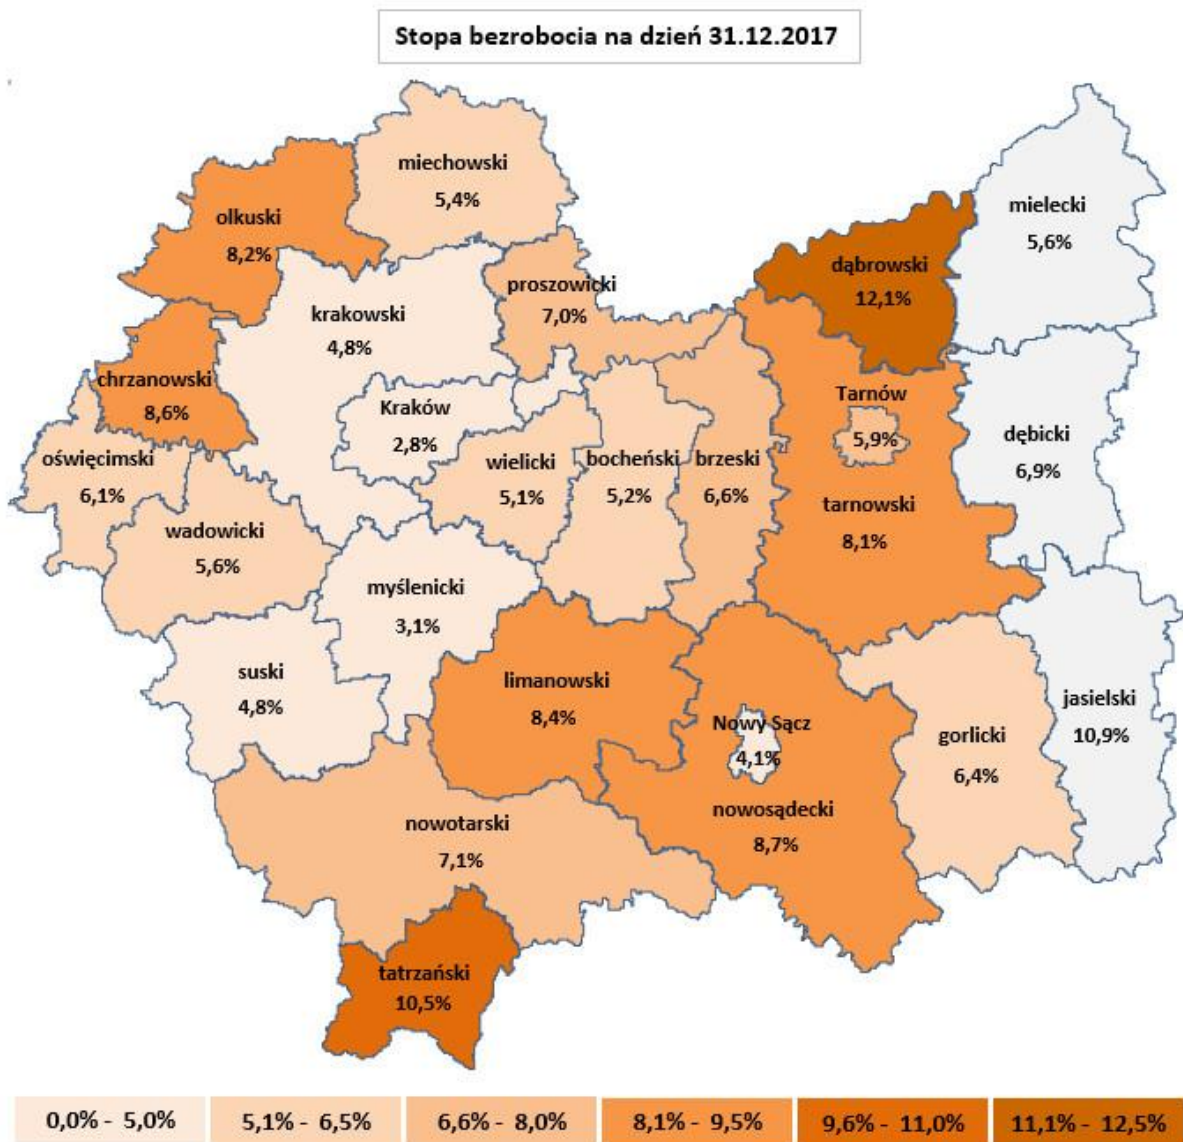 Stopa bezrobocia na dzień 31.12.2017
miechowski
5,4%
olkuski
8,2%
mielecki
5,6%
dąbrowski
12,1%
proszowicki
7,0%
krakowski
4,8%
chrzanowski
8,6%
Kraków
2,8%
Tarnów
5,9%
oświęcimski
6,1%
wielicki
5,1%
bocheński
5,2%
brzeski
6,6%
dębicki
6,9%
tarnowski
8,1%
wadowicki
5,6%
myślenicki
3,1%
suski
4,8%
limanowski
8,4%
Nowy Sącz
4,1%
gorlicki
6,4%
jasielski
10,9%
nowosądecki
8,7%
nowotarski
7,1%
tatrzański
10,5%
0,0% - 5,0%
5,1% - 6,5%
6,6% - 8,0%
8,1% - 9,5%
9,6% - 11,0%
11,1% - 12,5%